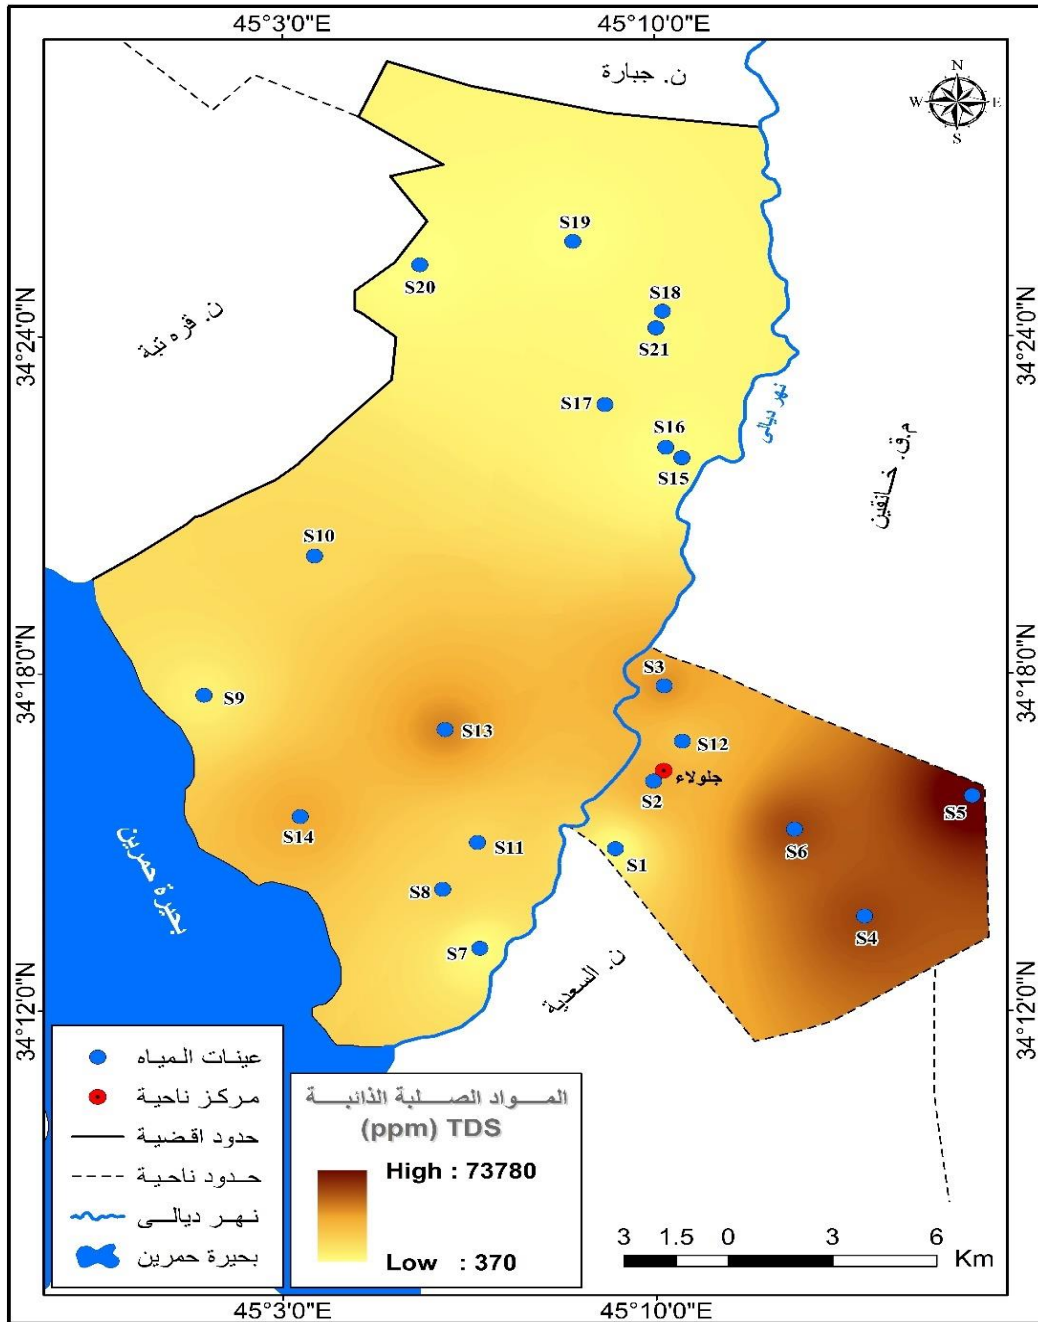 45°3'0"E
45°10'0"E
ن. جبارة
N
W
E
S
S19
S20
S18
S21
34°24'0"N
34°24'0"N
ن. قره تبة
S17
نهر ديالى
S16
S15
م.ق. خانقين
S10
34°18'0"N
34°18'0"N
S3
S9
S13
S12
جلولاء
S2
S5
S14
S6
S11
S1
بحيرة حمرين
S8
S4
S7
ن. السعدية
34°12'0"N
34°12'0"N
عينات المياه
مركز ناحية
حدود اقضية
حدود ناحية
نهر ديالى
بحيرة حمرين
المواد الصلبة الذائبة
(ppm) TDS
High : 73780
Low : 370
3 1.5 0 3 6
Km
45°3'0"E
45°10'0"E